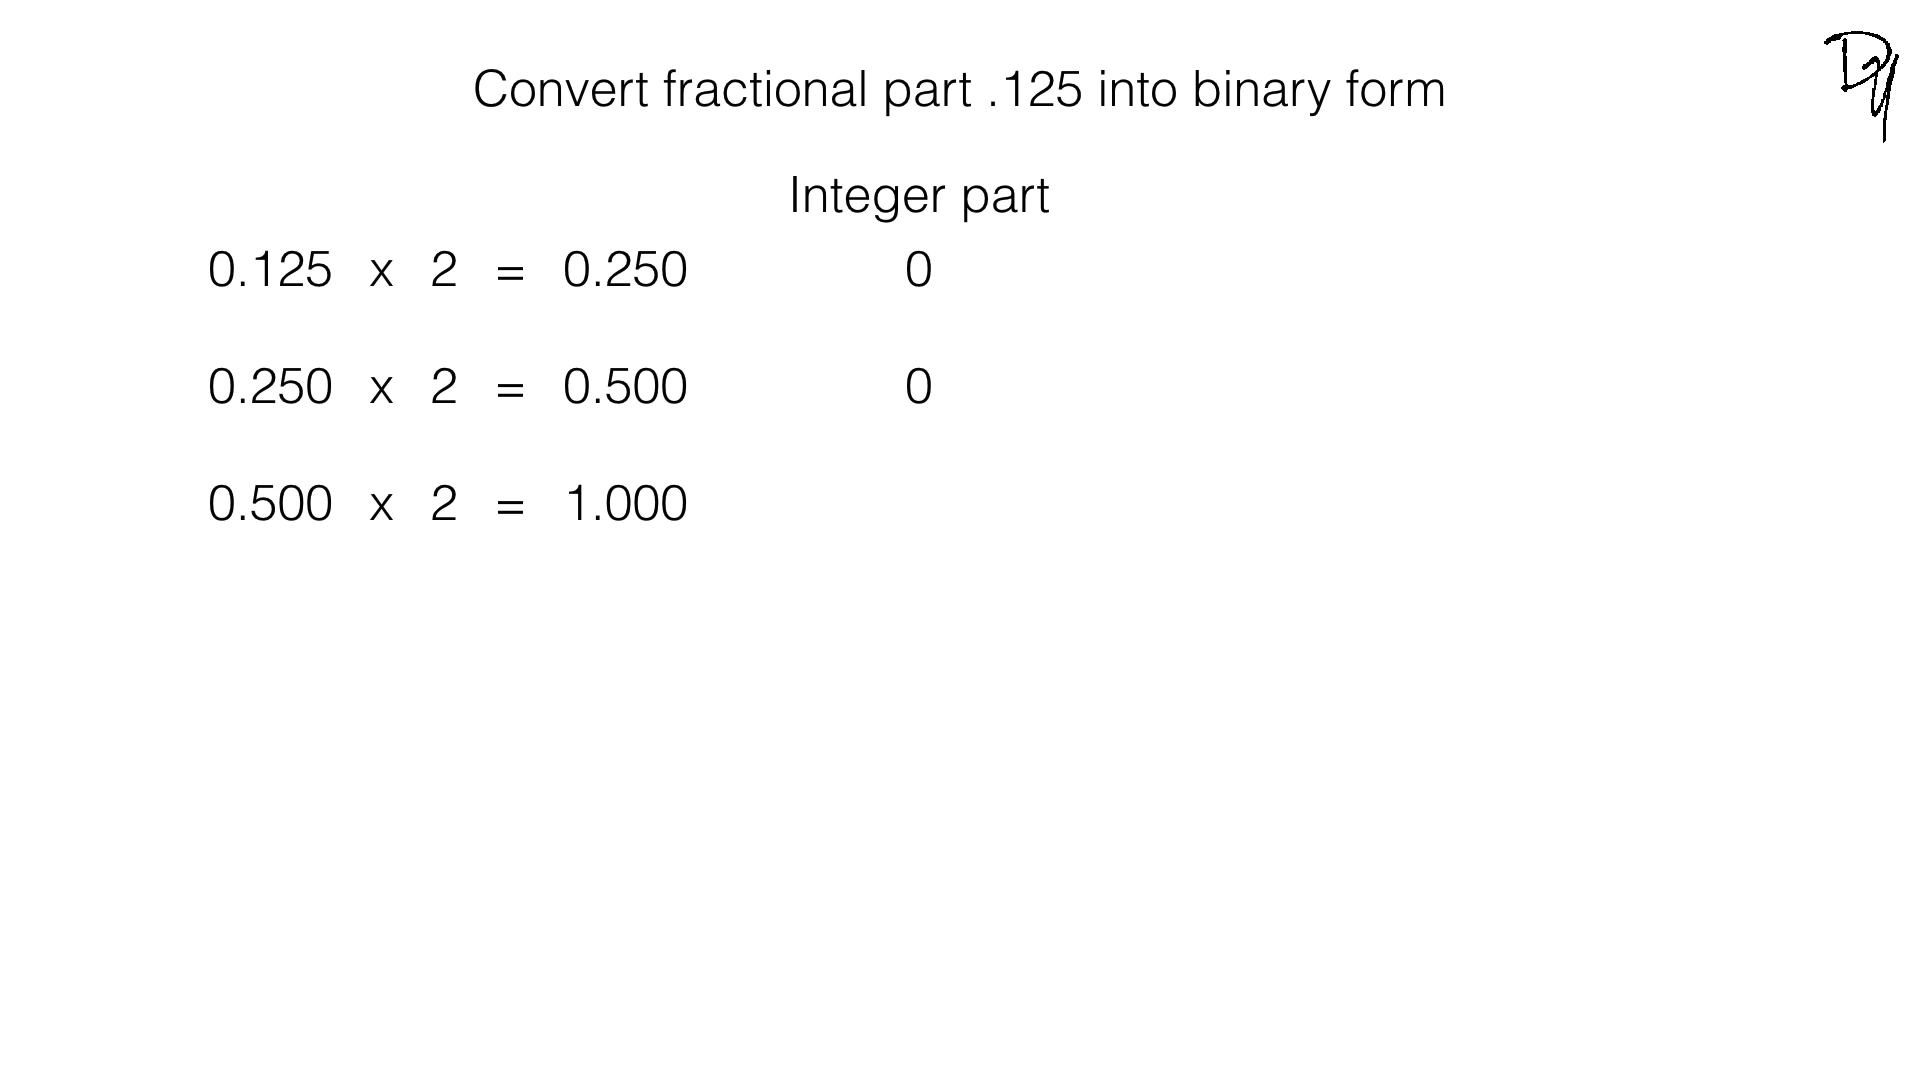 Convert fractional part .125 into binary form
Integer part
0.125 x 2 = 0.250 0
0.250 x 2 = 0.500 0
0.500 x 2 = 1.000